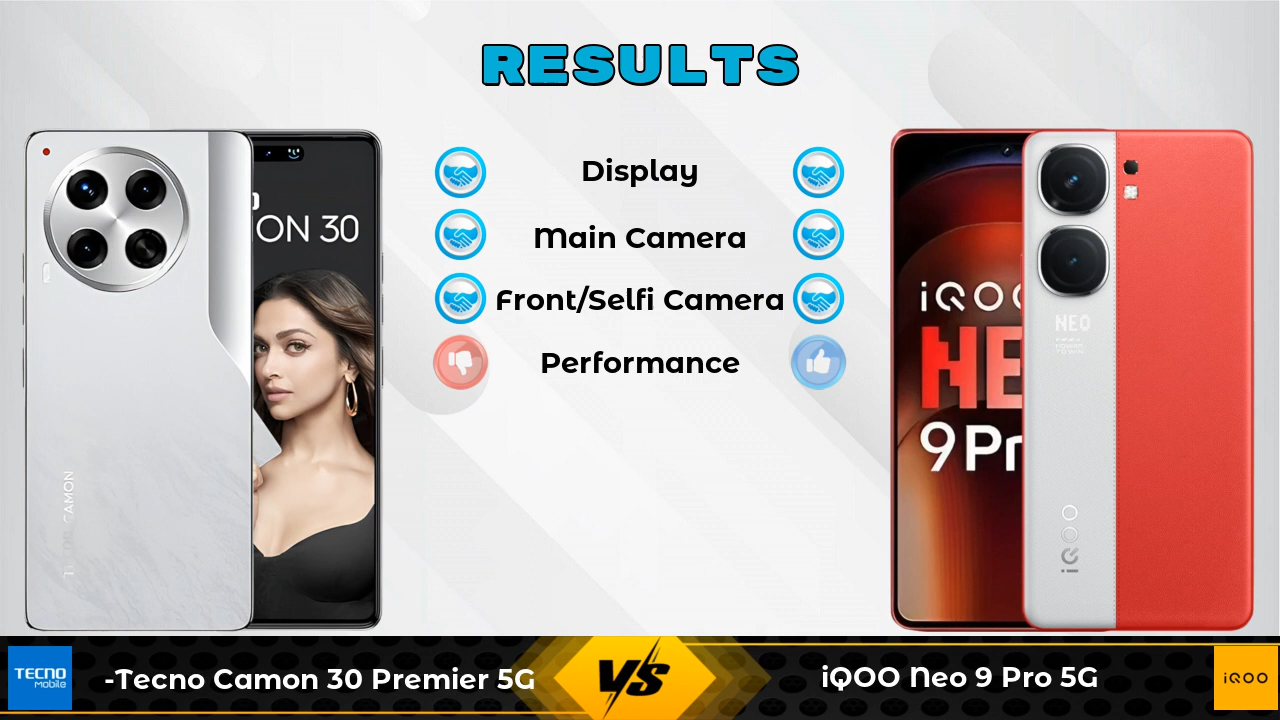 RESULTS
Display
Main Camera
Front/Selfi Camera
Performance
ON 30
CAMON
iQOO
NE
9 Pr
NEO
iQOO
TECNO
Mobile
-Tecno Camon 30 Premier 5G
VS
iQOO Neo 9 Pro 5G
iQOO